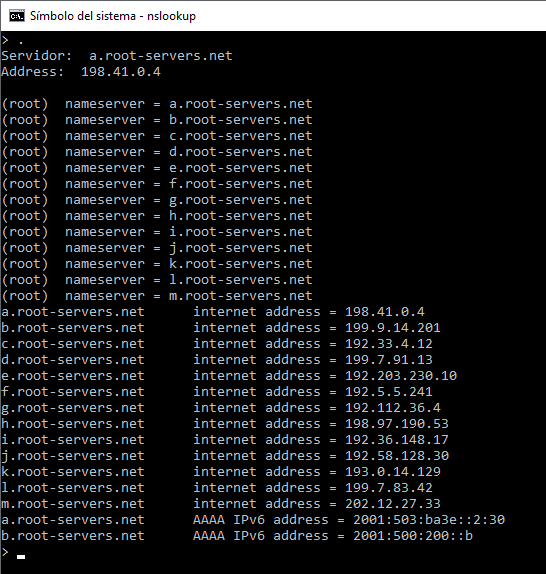 Símbolo del sistema - nslookup
> .
Servidor:  a.root-servers.net
Address:  198.41.0.4
(root)  nameserver = a.root-servers.net
(root)  nameserver = b.root-servers.net
(root)  nameserver = c.root-servers.net
(root)  nameserver = d.root-servers.net
(root)  nameserver = e.root-servers.net
(root)  nameserver = f.root-servers.net
(root)  nameserver = g.root-servers.net
(root)  nameserver = h.root-servers.net
(root)  nameserver = i.root-servers.net
(root)  nameserver = j.root-servers.net
(root)  nameserver = k.root-servers.net
(root)  nameserver = l.root-servers.net
(root)  nameserver = m.root-servers.net
a.root-servers.net      internet address = 198.41.0.4
b.root-servers.net      internet address = 199.9.14.201
c.root-servers.net      internet address = 192.33.4.12
d.root-servers.net      internet address = 199.7.91.13
e.root-servers.net      internet address = 192.203.230.10
f.root-servers.net      internet address = 192.5.5.241
g.root-servers.net      internet address = 192.112.36.4
h.root-servers.net      internet address = 198.97.190.53
i.root-servers.net      internet address = 192.36.148.17
j.root-servers.net      internet address = 192.58.128.30
k.root-servers.net      internet address = 193.0.14.129
l.root-servers.net      internet address = 199.7.83.42
m.root-servers.net      internet address = 202.12.27.33
a.root-servers.net      AAAA IPv6 address = 2001:503:ba3e::2:30
b.root-servers.net      AAAA IPv6 address = 2001:500:200::b
>